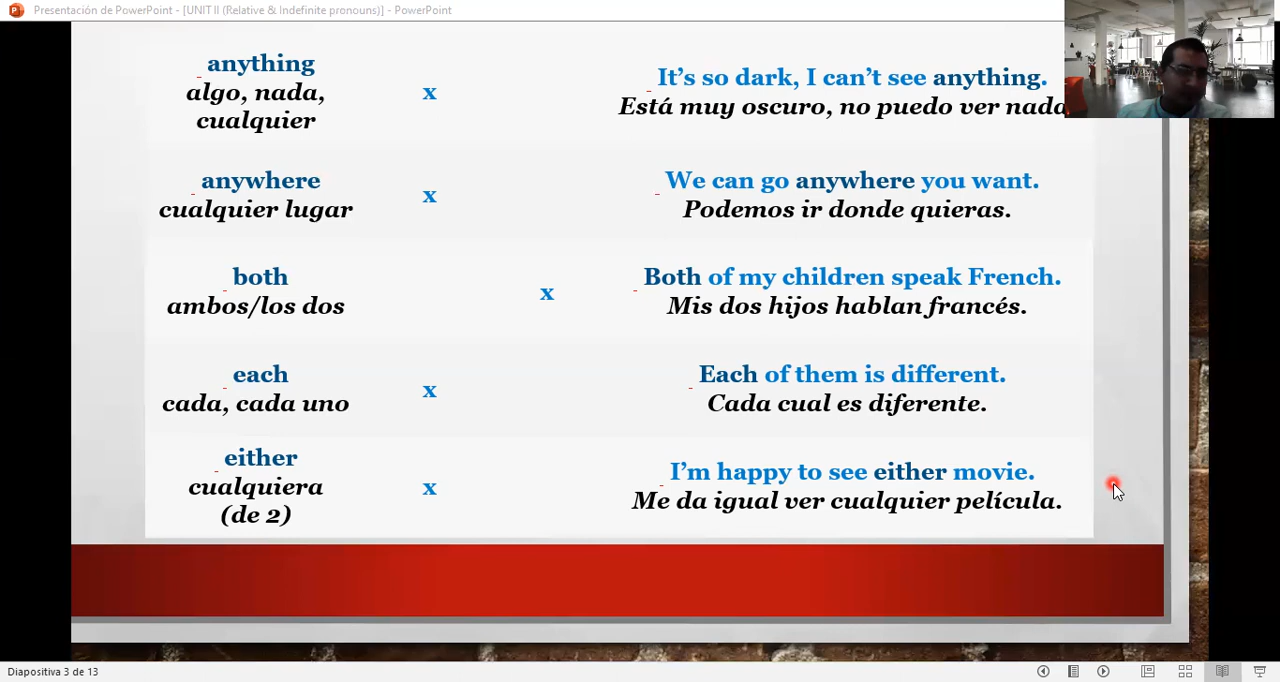 Presentación de PowerPoint - [UNIT II (Relative & Indefinite pronouns)] - PowerPoint
anything
algo, nada,
cualquier
x
It's so dark, I can't see anything.
Está muy oscuro, no puedo ver nada
anywhere
cualquier lugar
x
We can go anywhere you want.
Podemos ir donde quieras.
both
ambos/los dos
x
Both of my children speak French.
Mis dos hijos hablan francés.
each
cada, cada uno
x
Each of them is different.
Cada cual es diferente.
either
cualquiera
(de 2)
x
I'm happy to see either movie.
Me da igual ver cualquier película.
Diapositiva 3 de 13